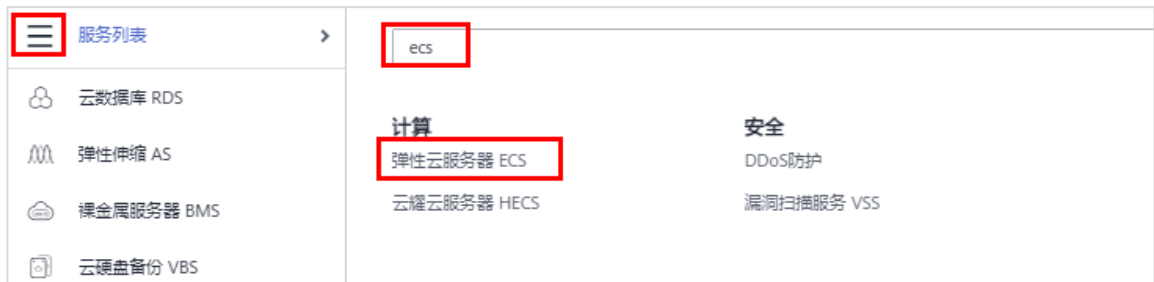 服务列表
云数据库 RDS
弹性伸缩 AS
裸金属服务器 BMS
云硬盘备份 VBS
ecs
计算
弹性云服务器 ECS
云耀云服务器 HECS
安全
DDoS防护
漏洞扫描服务 VSS